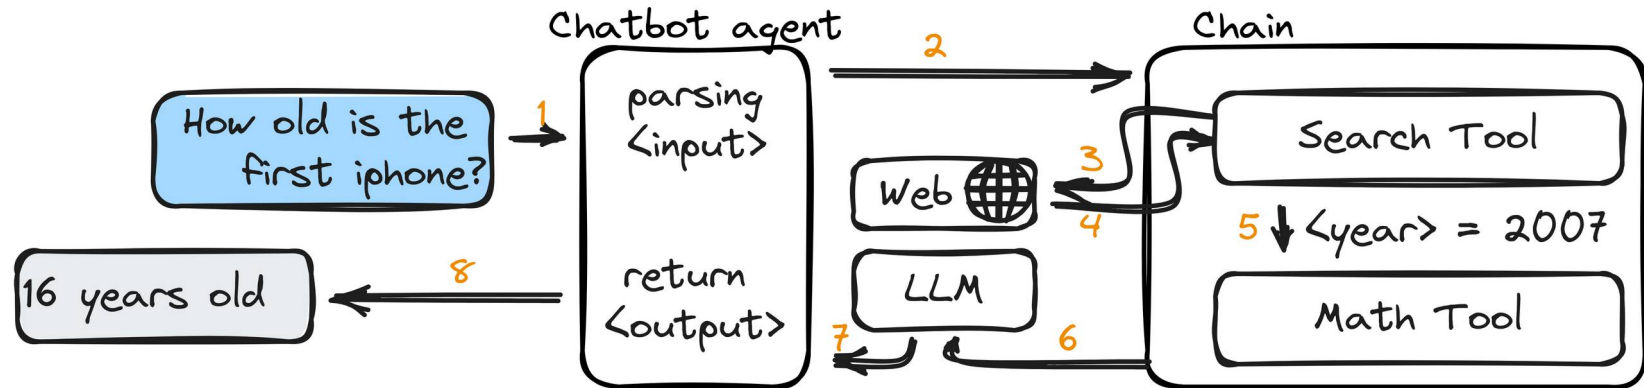 Chatbot agent
Chain
2
parsing
<input>
1
How old is the
first iphone?
Search Tool
3
Web
4
5
<year> = 2007
8
16 years old
return
<output>
LLM
Math Tool
7
6